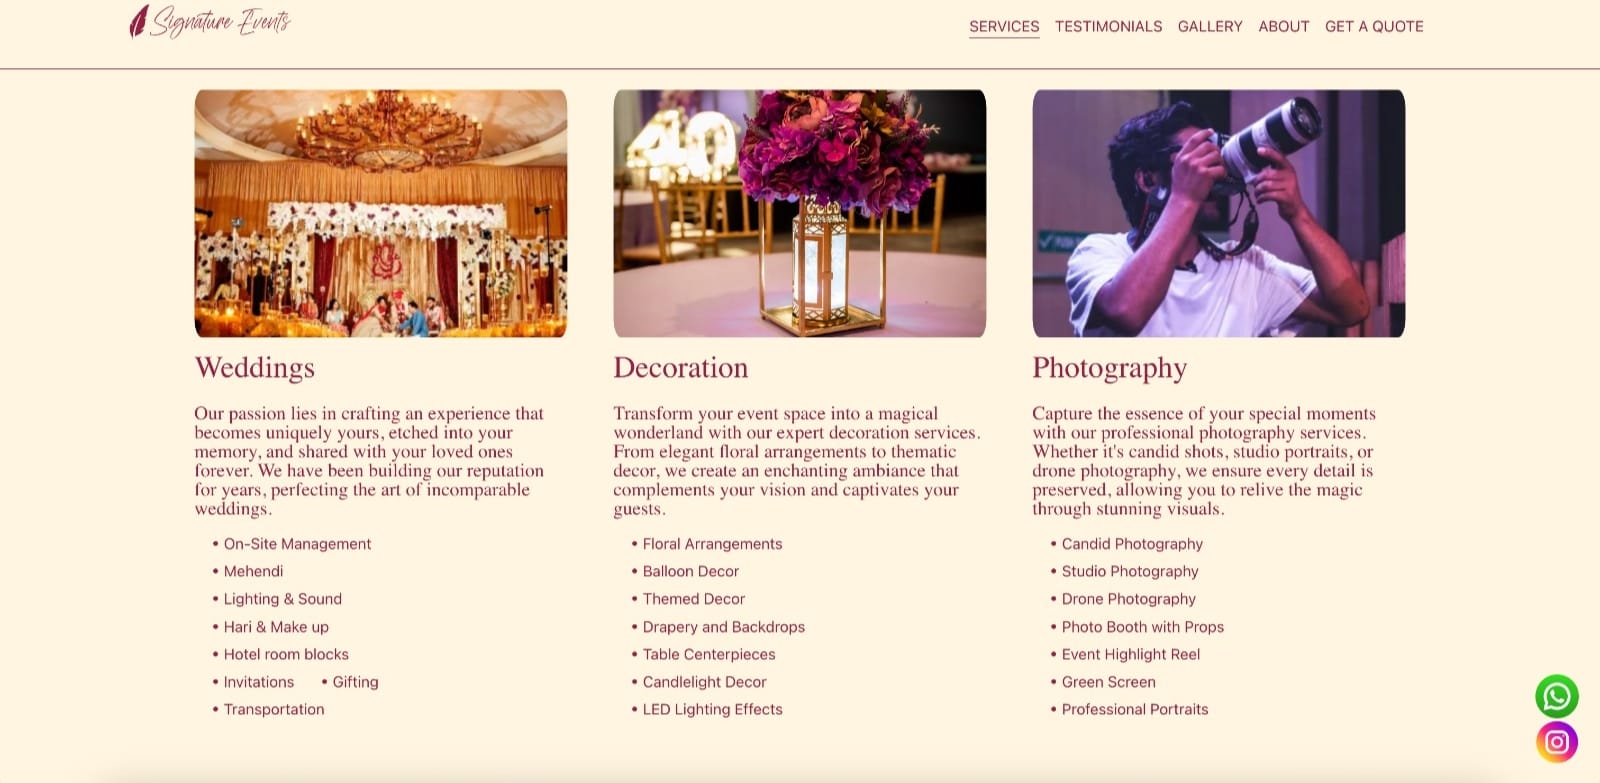 Signature Events
SERVICES TESTIMONIALS GALLERY ABOUT GET A QUOTE
40
Weddings
Our passion lies in crafting an experience that
becomes uniquely yours, etched into your
memory, and shared with your loved ones
forever. We have been building our reputation
for years, perfecting the art of incomparable
weddings.
• On-Site Management
• Mehendi
• Lighting & Sound
• Hari & Make up
• Hotel room blocks
• Invitations • Gifting
• Transportation
Decoration
Transform your event space into a magical
wonderland with our expert decoration services.
From elegant floral arrangements to thematic
decor, we create an enchanting ambiance that
complements your vision and captivates your
guests.
• Floral Arrangements
• Balloon Decor
• Themed Decor
• Drapery and Backdrops
• Table Centerpieces
• Candlelight Decor
• LED Lighting Effects
Photography
Capture the essence of your special moments
with our professional photography services.
Whether it's candid shots, studio portraits, or
drone photography, we ensure every detail is
preserved, allowing you to relive the magic
through stunning visuals.
• Candid Photography
• Studio Photography
• Drone Photography
• Photo Booth with Props
• Event Highlight Reel
• Green Screen
• Professional Portraits